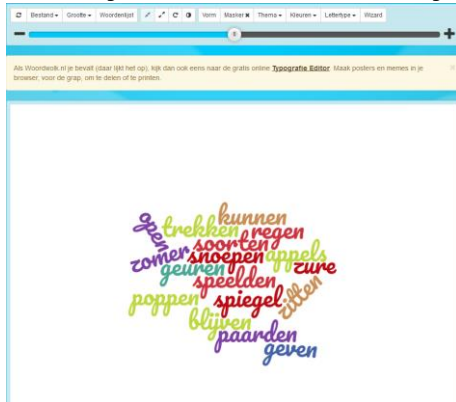 Bestand Grootte Woordenlijst Vorm Masker Thema Kleuren Lettertype Wizard
Als Woordwolk.nl je bevalt (daar lijkt het op), kijk dan ook eens naar de gratis online Typografie Editor. Maak posters en memes in je
browser, voor de grap, om te delen of te printen.
kunnen
open
trekken
regen
soorten
zomer
snoepen
appels
geuren
zure
speelden
zitten
poppen
spiegel
blijven
paarden
geven